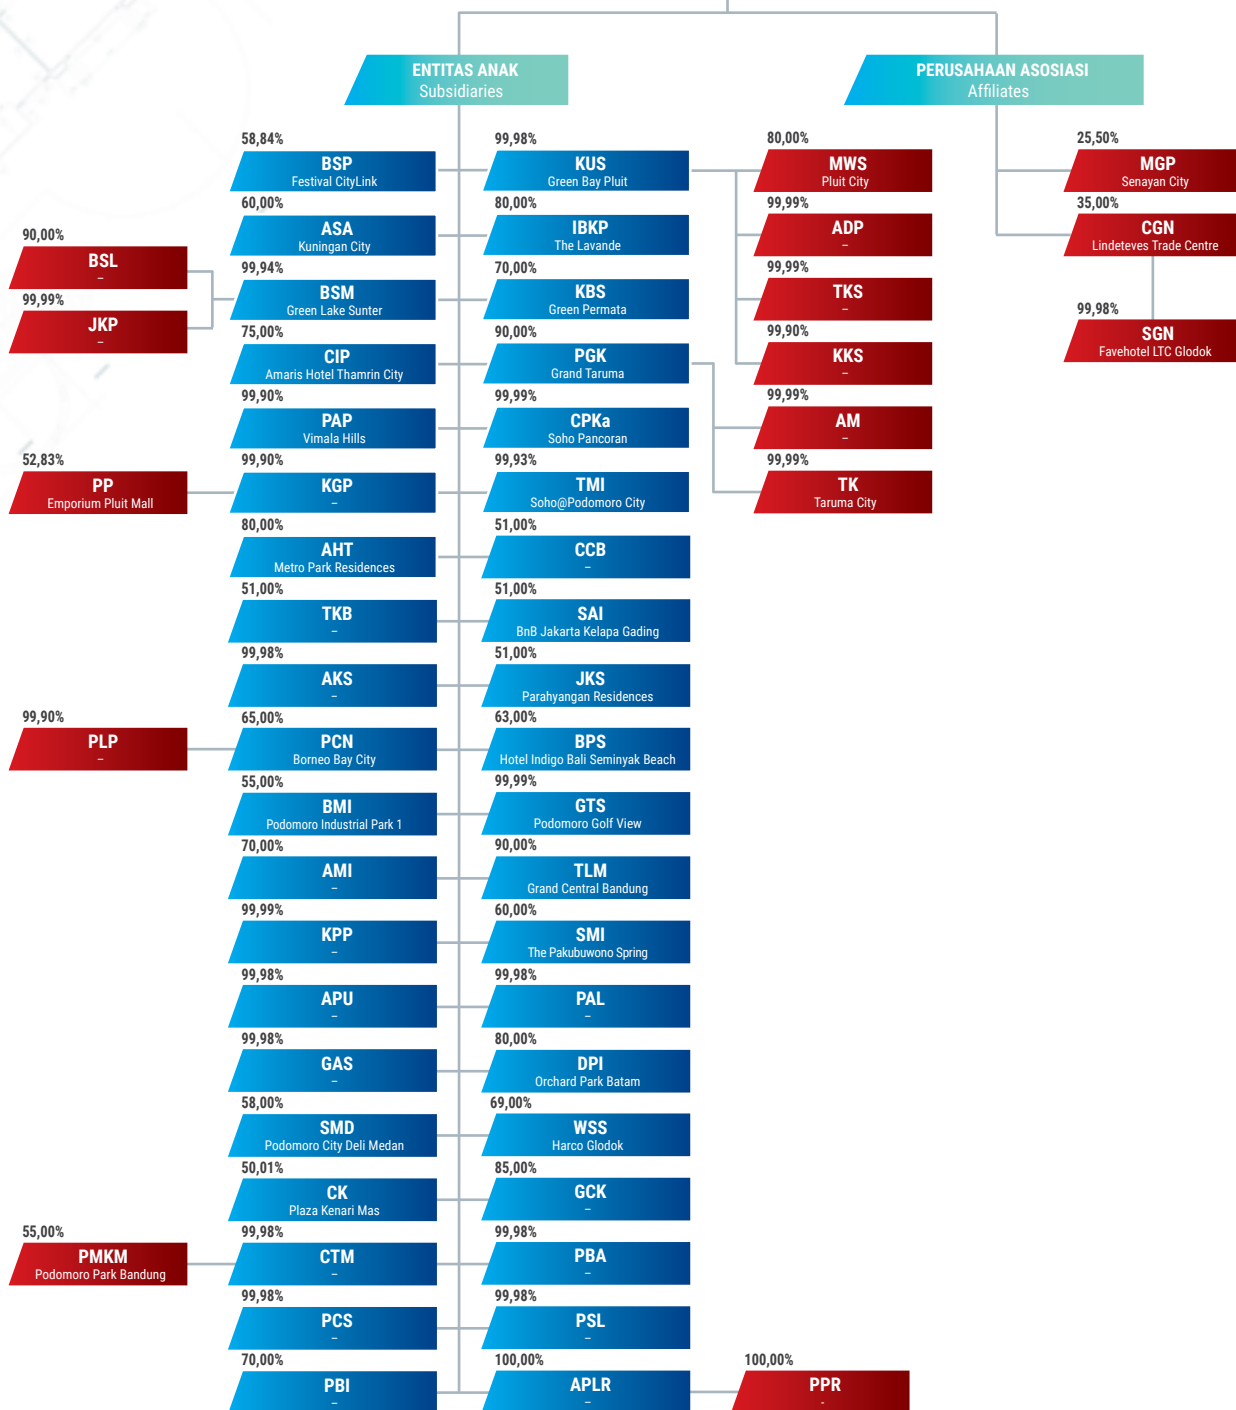 ENTITAS ANAK
Subsidiaries
PERUSAHAAN ASOSIASI
Affiliates
58,84%
BSP
Festival CityLink
99,98%
KUS
Green Bay Pluit
80,00%
MWS
Pluit City
25,50%
MGP
Senayan City
60,00%
ASA
Kuningan City
80,00%
IBKP
The Lavande
99,99%
ADP
–
35,00%
CGN
Lindeteves Trade Centre
90,00%
BSL
–
99,94%
BSM
Green Lake Sunter
70,00%
KBS
Green Permata
99,99%
TKS
–
99,99%
JKP
–
99,98%
SGN
Favehotel LTC Glodok
75,00%
CIP
Amaris Hotel Thamrin City
90,00%
PGK
Grand Taruma
99,90%
KKS
–
99,90%
PAP
Vimala Hills
99,99%
CPKa
Soho Pancoran
99,99%
AM
–
52,83%
PP
Emporium Pluit Mall
99,90%
KGP
–
99,93%
TMI
Soho@Podomoro City
99,99%
TK
Taruma City
80,00%
AHT
Metro Park Residences
51,00%
CCB
–
51,00%
TKB
–
51,00%
SAI
BnB Jakarta Kelapa Gading
99,98%
AKS
–
51,00%
JKS
Parahyangan Residences
99,90%
PLP
–
65,00%
PCN
Borneo Bay City
63,00%
BPS
Hotel Indigo Bali Seminyak Beach
55,00%
BMI
Podomoro Industrial Park 1
99,99%
GTS
Podomoro Golf View
70,00%
AMI
–
90,00%
TLM
Grand Central Bandung
99,99%
KPP
–
60,00%
SMI
The Pakubuwono Spring
99,98%
APU
–
99,98%
PAL
–
99,98%
GAS
–
80,00%
DPI
Orchard Park Batam
58,00%
SMD
Podomoro City Deli Medan
69,00%
WSS
Harco Glodok
50,01%
CK
Plaza Kenari Mas
85,00%
GCK
–
55,00%
PMKM
Podomoro Park Bandung
99,98%
CTM
–
99,98%
PBA
–
99,98%
PCS
–
99,98%
PSL
–
70,00%
PBI
–
100,00%
APLR
–
100,00%
PPR
-